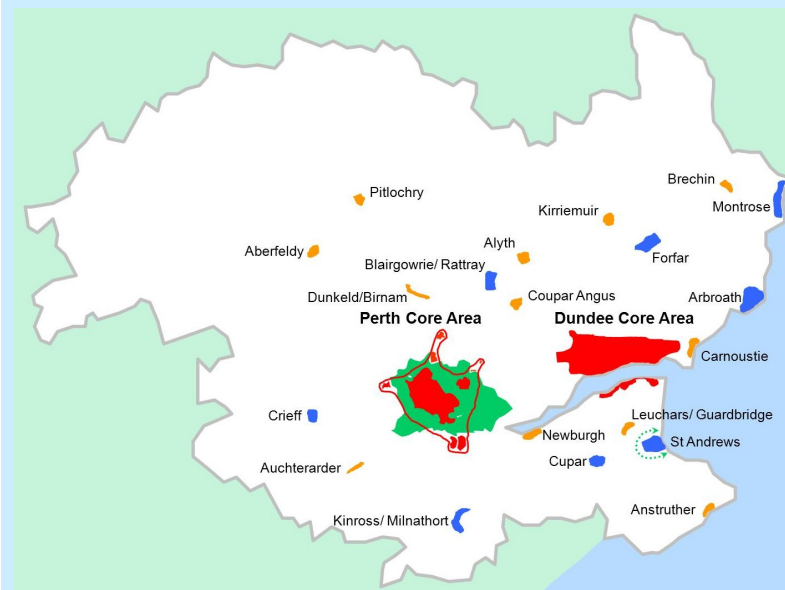 Brechin
Pitlochry
Montrose
Kirriemuir
Alyth
Aberfeldy
Forfar
Blairgowrie/ Rattray
Dunkeld/Birnam
Coupar Angus
Arbroath
Perth Core Area
Dundee Core Area
Carnoustie
Crieff
Leuchars/ Guardbridge
Newburgh
St Andrews
Cupar
Auchterarder
Anstruther
Kinross/ Milnathort